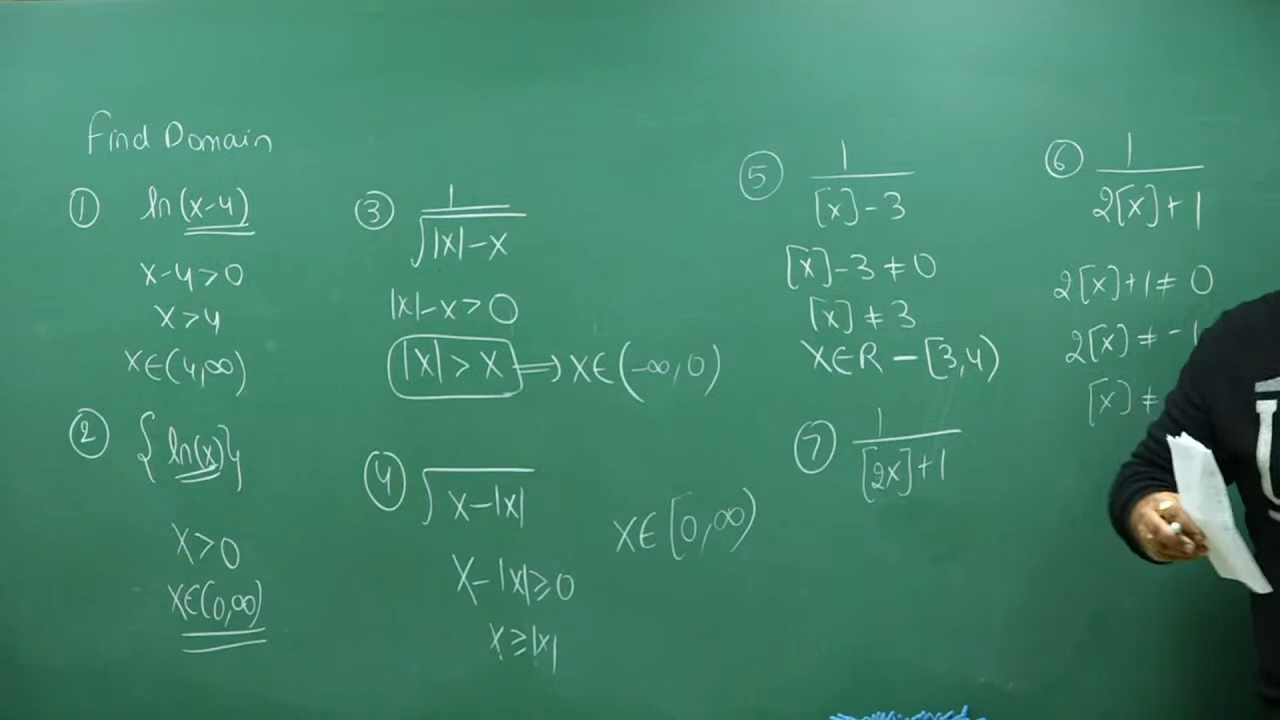 Find Domain
① ln(x-4)
x-4>0
x>4
x∈(4,∞)
② {ln(x)}
x>0
x∈(0,∞)
③ 1/√(|x|-x)
|x|-x>0
|x|>x ⟹ x∈(-∞,0)
④ √(x-|x|)
x-|x|≥0
x≥|x|
x∈[0,∞)
⑤ 1/([x]-3)
[x]-3≠0
[x]≠3
x∈R-[3,4)
⑥ 1/(2[x]+1)
2[x]+1≠0
2[x]≠-1
[x]≠
⑦ 1/([2x]+1)